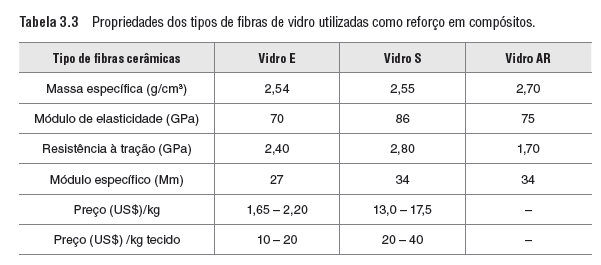 Tabela 3.3 Propriedades dos tipos de fibras de vidro utilizadas como reforço em compósitos.
Tipo de fibras cerâmicas Vidro E Vidro S Vidro AR
Massa específica (g/cm³) 2,54 2,55 2,70
Módulo de elasticidade (GPa) 70 86 75
Resistência à tração (GPa) 2,40 2,80 1,70
Módulo específico (Mm) 27 34 34
Preço (US$)/kg 1,65 – 2,20 13,0 – 17,5 –
Preço (US$) /kg tecido 10 – 20 20 – 40 –